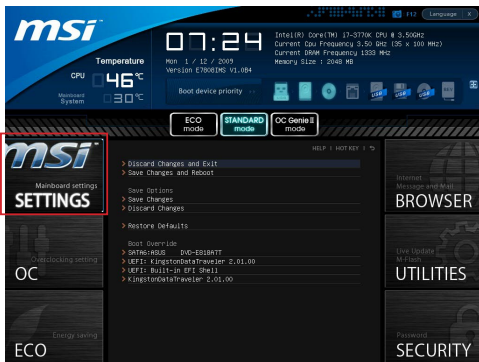 msi
F12 Language X
Temperature
CPU 46°C
Mainboard System 30°C
07:24
Mon 1 / 12 / 2009
Version E7808IMS V1.0B4
Intel(R) Core(TM) i7-3770K CPU @ 3.50GHz
Current Cpu Frequency 3.50 GHz (35 x 100 MHz)
Current DRAM Frequency 1333 MHz
Memory Size : 2048 MB
Boot device priority
USB USB USB
ECO mode
STANDARD mode
OC Genie II mode
HELP | HOT KEY |
msi
Mainboard settings
SETTINGS
Overclocking setting
OC
Energy saving
ECO
Discard Changes and Exit
Save Changes and Reboot
Save Options
Save Changes
Discard Changes
Restore Defaults
Boot Override
SATA6:ASUS DVD-E818A7T
UEFI: KingstonDataTraveler 2.01.00
UEFI: Built-in EFI Shell
KingstonDataTraveler 2.01.00
Internet
Message and Mail
BROWSER
Live Update
M-Flash
UTILITIES
Password
SECURITY